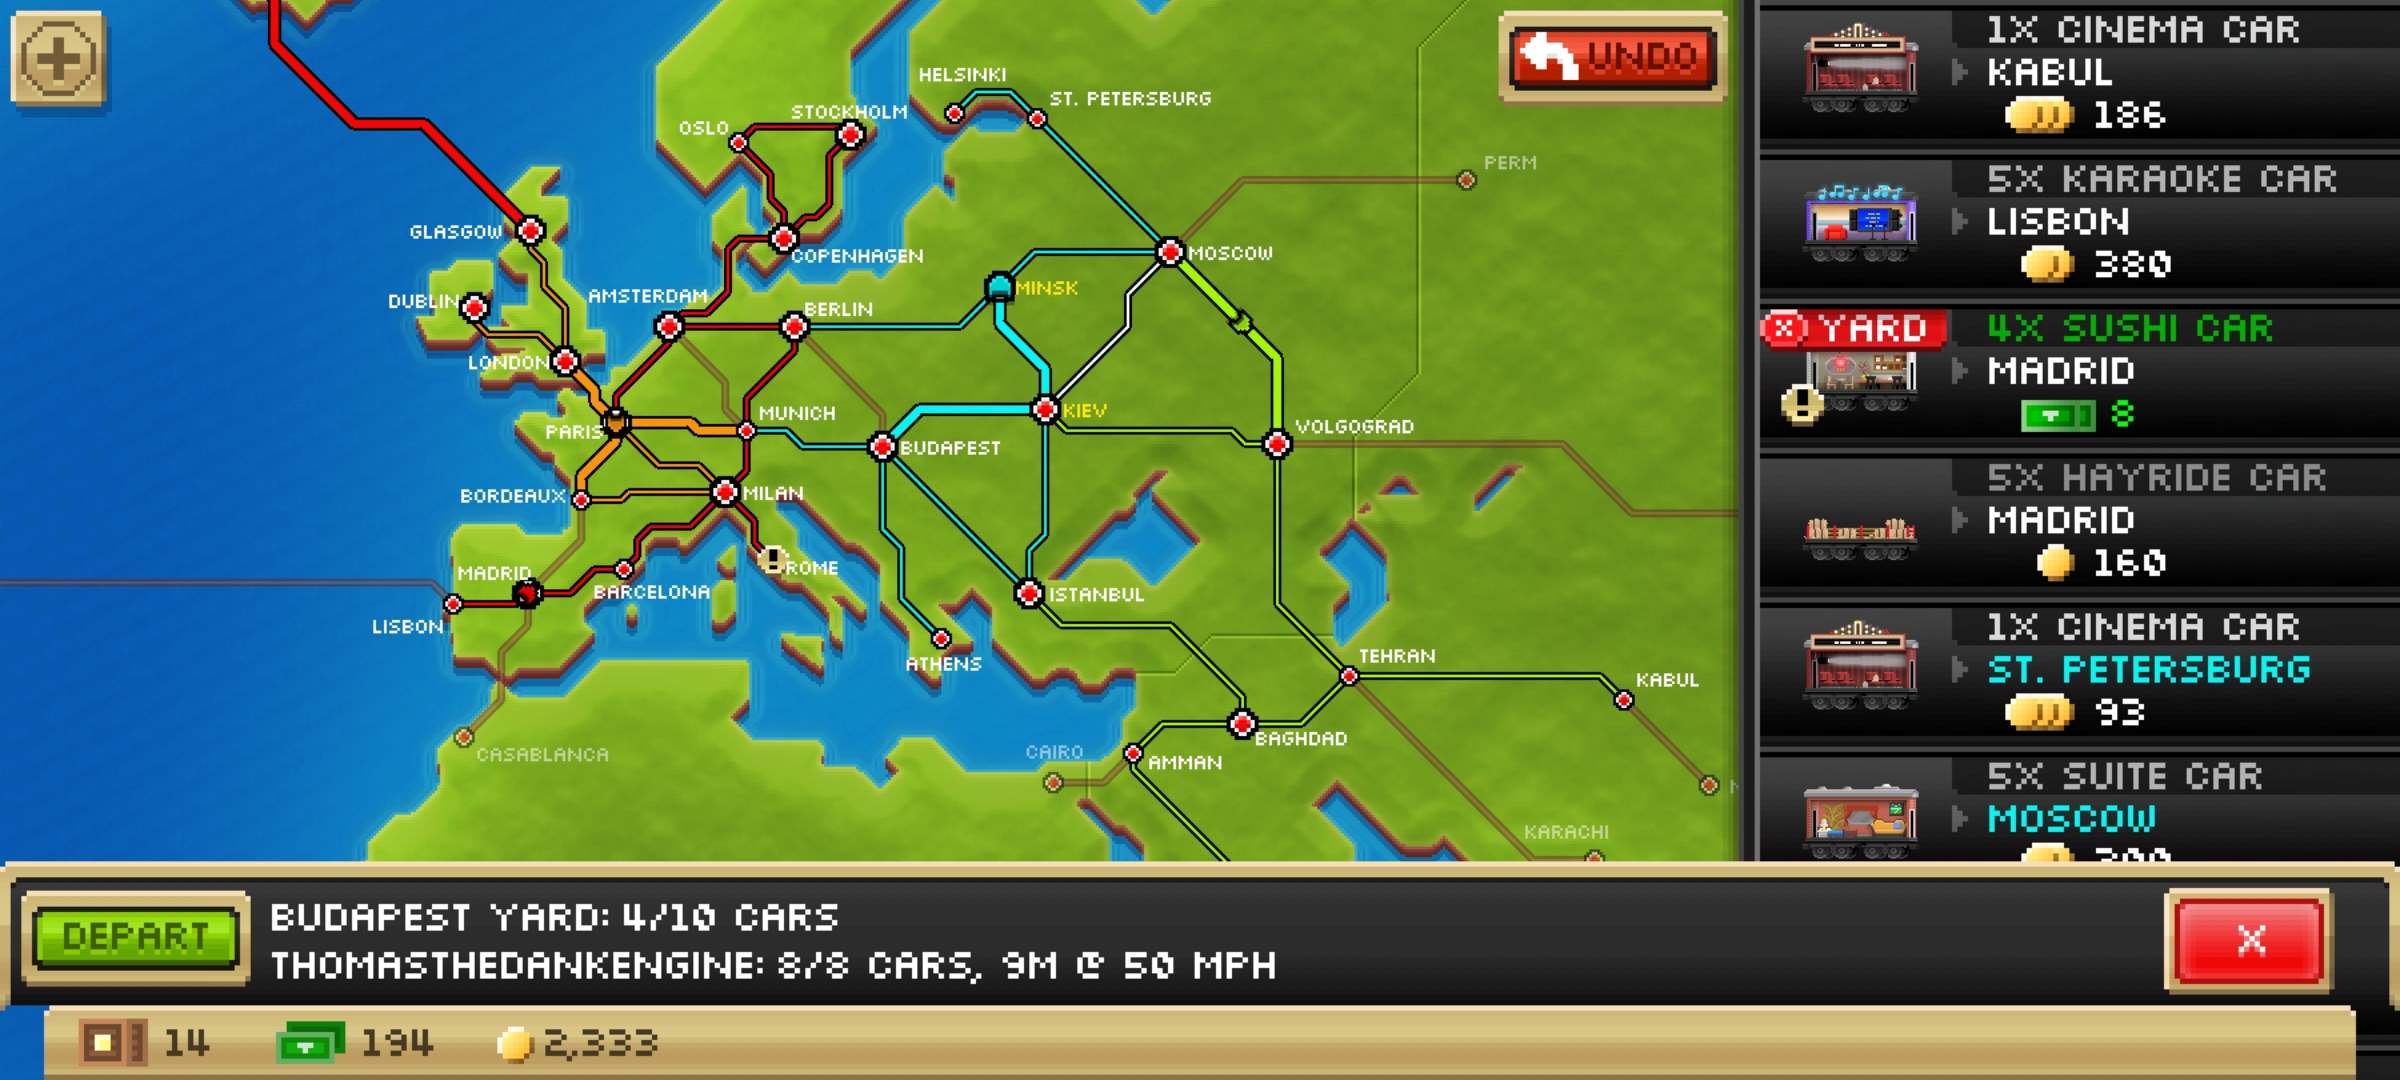 UNDO
HELSINKI
ST. PETERSBURG
STOCKHOLM
OSLO
PERM
GLASGOW
COPENHAGEN
MOSCOW
MINSK
DUBLIN
AMSTERDAM
BERLIN
LONDON
MUNICH
KIEV
PARIS
BUDAPEST
VOLGOGRAD
BORDEAUX
MILAN
ROME
MADRID
BARCELONA
ISTANBUL
LISBON
ATHENS
TEHRAN
KABUL
CASABLANCA
CAIRO
BAGHDAD
AMMAN
KARACHI
1X CINEMA CAR
KABUL
186
5X KARAOKE CAR
LISBON
380
YARD
4X SUSHI CAR
MADRID
8
5X HAYRIDE CAR
MADRID
160
1X CINEMA CAR
ST. PETERSBURG
93
5X SUITE CAR
MOSCOW
DEPART
BUDAPEST YARD: 4/10 CARS
THOMASTHEDANKENGINE: 8/8 CARS, 9M @ 50 MPH
X
14
194
2,333